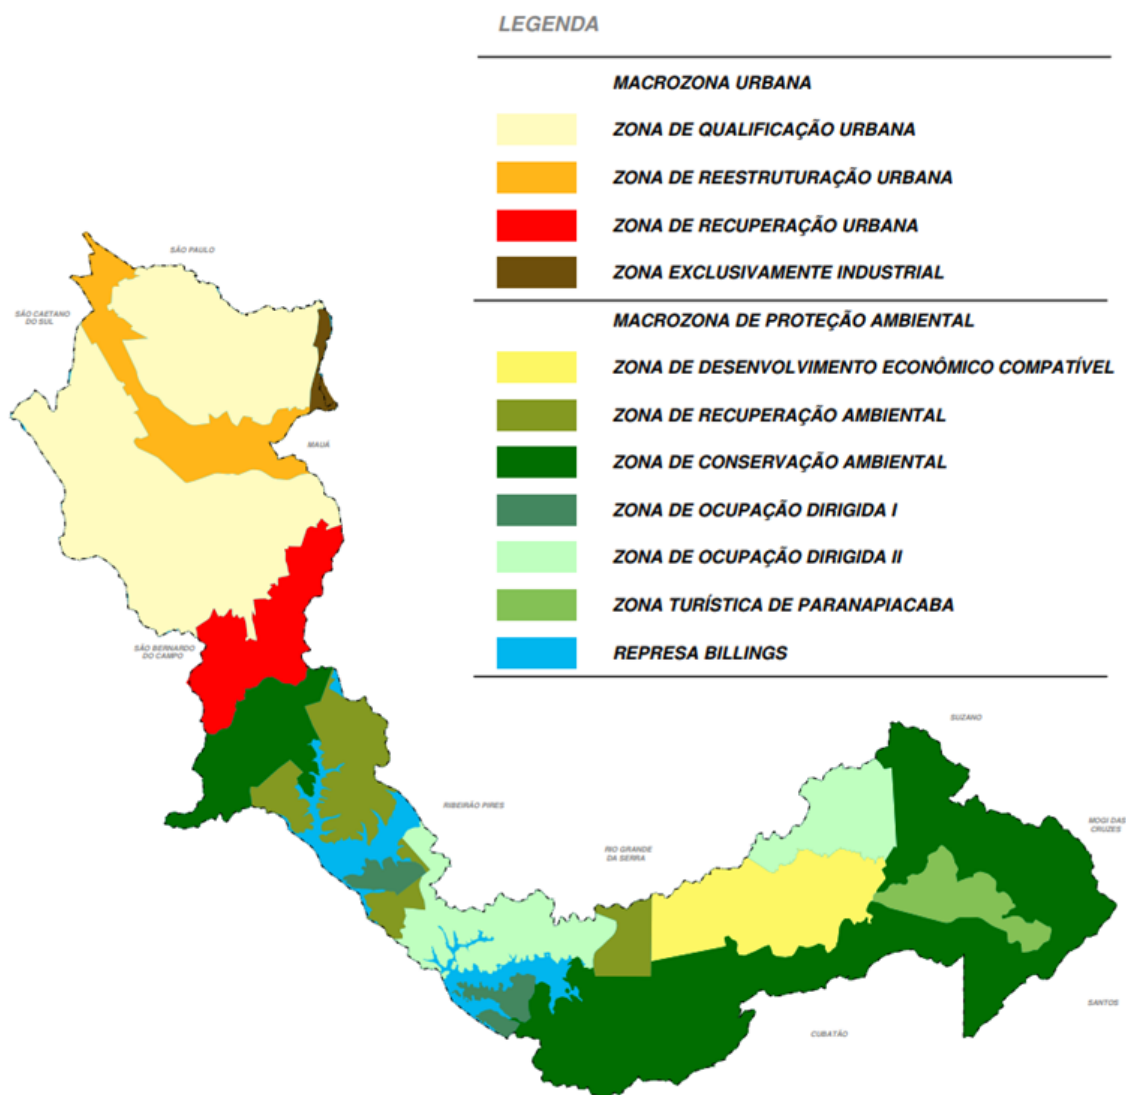 LEGENDA
MACROZONA URBANA
ZONA DE QUALIFICAÇÃO URBANA
ZONA DE REESTRUTURAÇÃO URBANA
ZONA DE RECUPERAÇÃO URBANA
ZONA EXCLUSIVAMENTE INDUSTRIAL
MACROZONA DE PROTEÇÃO AMBIENTAL
ZONA DE DESENVOLVIMENTO ECONÔMICO COMPATÍVEL
ZONA DE RECUPERAÇÃO AMBIENTAL
ZONA DE CONSERVAÇÃO AMBIENTAL
ZONA DE OCUPAÇÃO DIRIGIDA I
ZONA DE OCUPAÇÃO DIRIGIDA II
ZONA TURÍSTICA DE PARANAPIACABA
REPRESA BILLINGS
SÃO PAULO
SÃO CAETANO
DO SUL
MAUÁ
SÃO BERNARDO
DO CAMPO
RIBEIRÃO PIRES
RIO GRANDE
DA SERRA
SUZANO
MOGI DAS
CRUZES
SANTOS
CUBATÃO